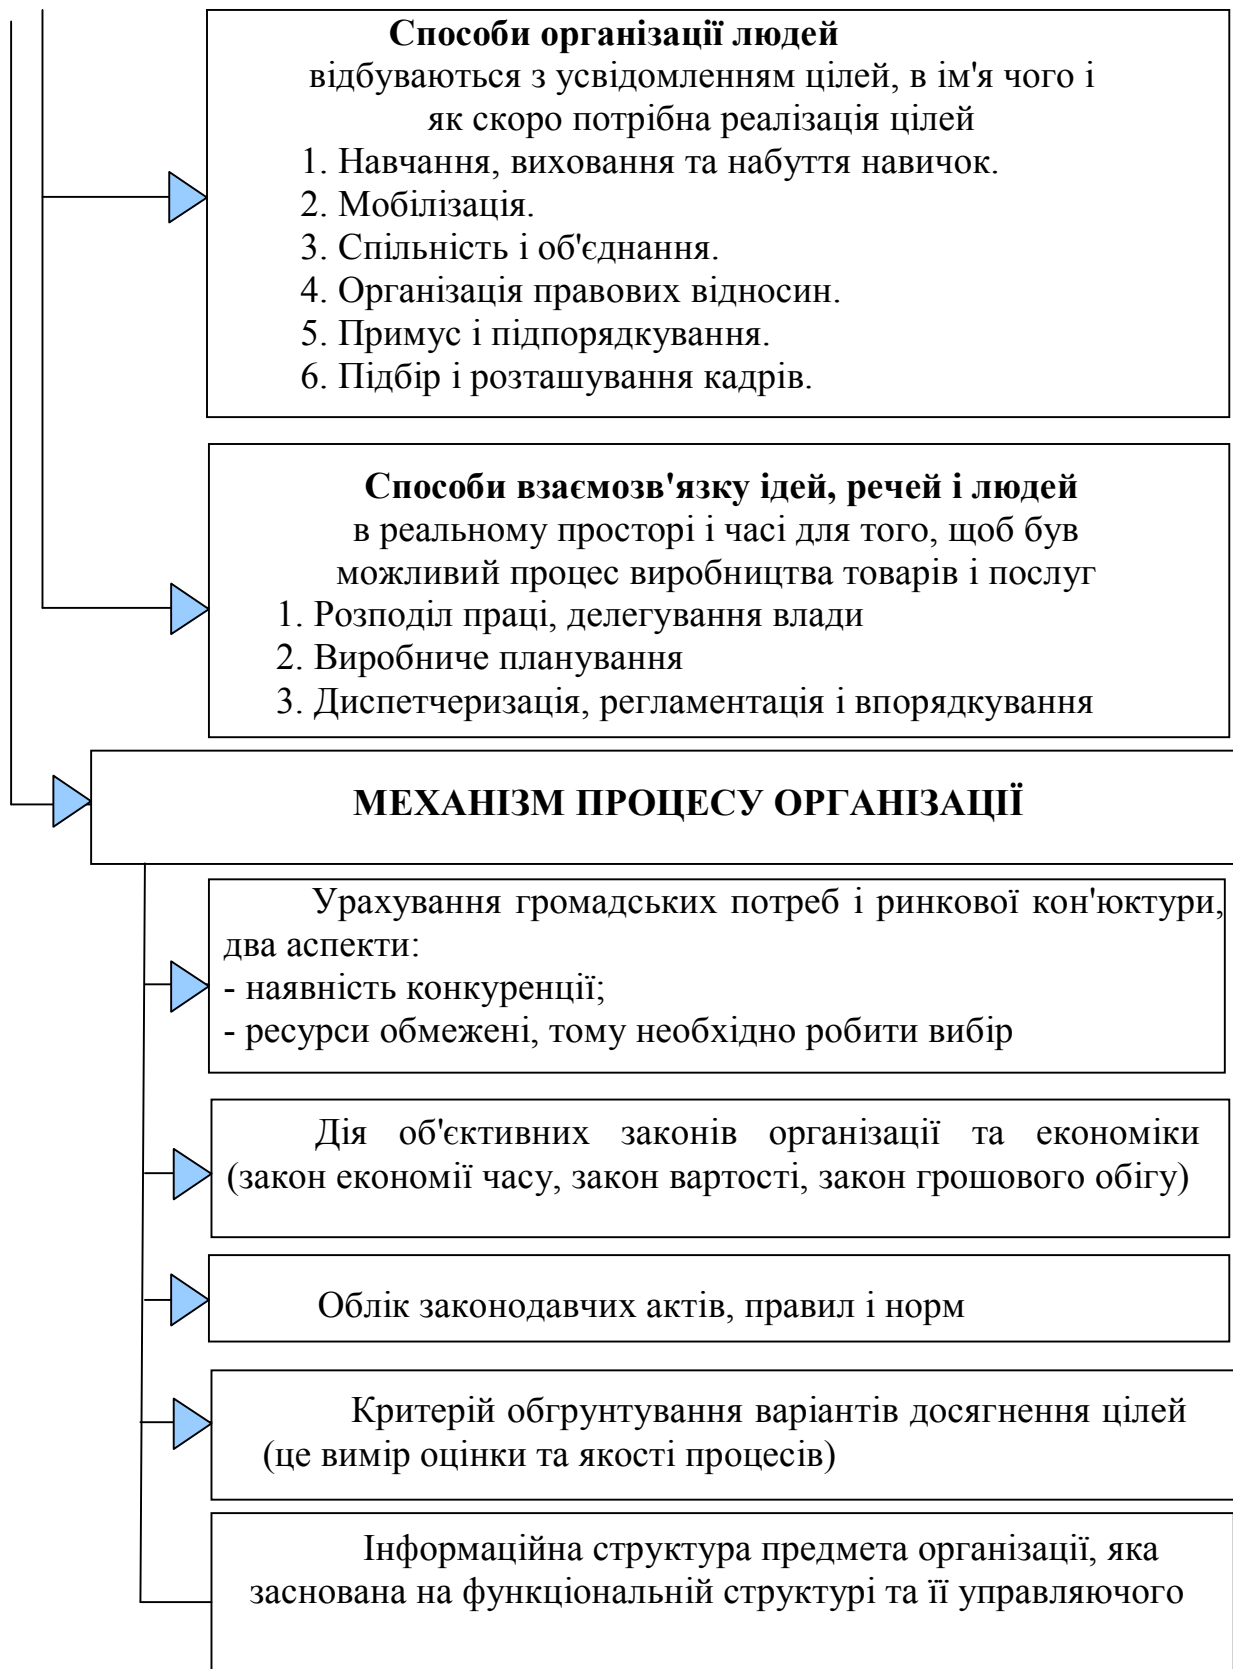 Способи організації людей
відбуваються з усвідомленням цілей, в ім'я чого і
як скоро потрібна реалізація цілей
1. Навчання, виховання та набуття навичок.
2. Мобілізація.
3. Спільність і об'єднання.
4. Організація правових відносин.
5. Примус і підпорядкування.
6. Підбір і розташування кадрів.
Способи взаємозв'язку ідей, речей і людей
в реальному просторі і часі для того, щоб був
можливий процес виробництва товарів і послуг
1. Розподіл праці, делегування влади
2. Виробниче планування
3. Диспетчеризація, регламентація і впорядкування
МЕХАНІЗМ ПРОЦЕСУ ОРГАНІЗАЦІЇ
Урахування громадських потреб і ринкової кон'юктури,
два аспекти:
- наявність конкуренції;
- ресурси обмежені, тому необхідно робити вибір
Дія об'єктивних законів організації та економіки
(закон економії часу, закон вартості, закон грошового обігу)
Облік законодавчих актів, правил і норм
Критерій обгрунтування варіантів досягнення цілей
(це вимір оцінки та якості процесів)
Інформаційна структура предмета організації, яка
заснована на функціональній структурі та її управляючого